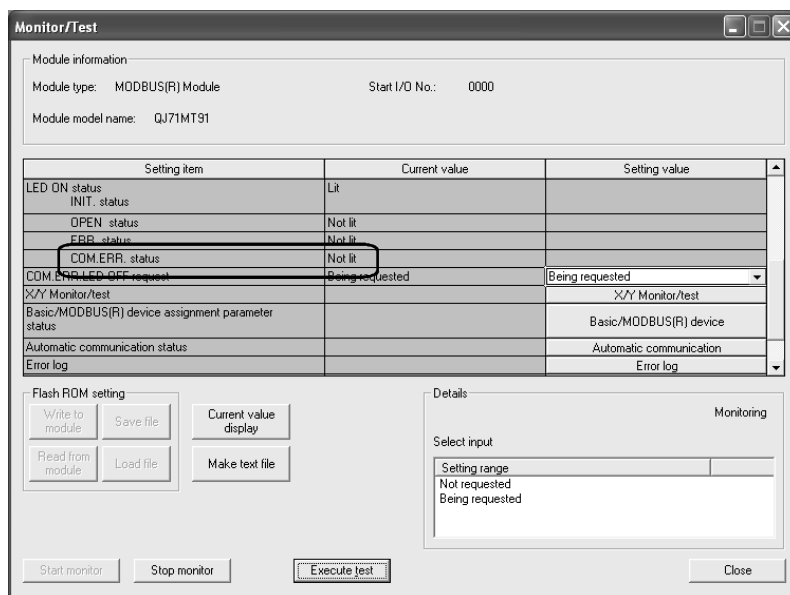 Monitor/Test
Module information
Module type: MODBUS(R) Module Start I/O No.: 0000
Module model name: QJ71MT91
Setting item Current value Setting value
LED ON status Lit
INIT. status
OPEN status Not lit
ERR. status Not lit
COM.ERR. status Not lit
COM.ERR.LED OFF request Being requested Being requested
X/Y Monitor/test X/Y Monitor/test
Basic/MODBUS(R) device assignment parameter
status Basic/MODBUS(R) device
Automatic communication status Automatic communication
Error log Error log
Flash ROM setting
Write to
module
Save file
Current value
display
Read from
module
Load file
Make text file
Details
Monitoring
Select input
Setting range
Not requested
Being requested
Start monitor Stop monitor Execute test Close